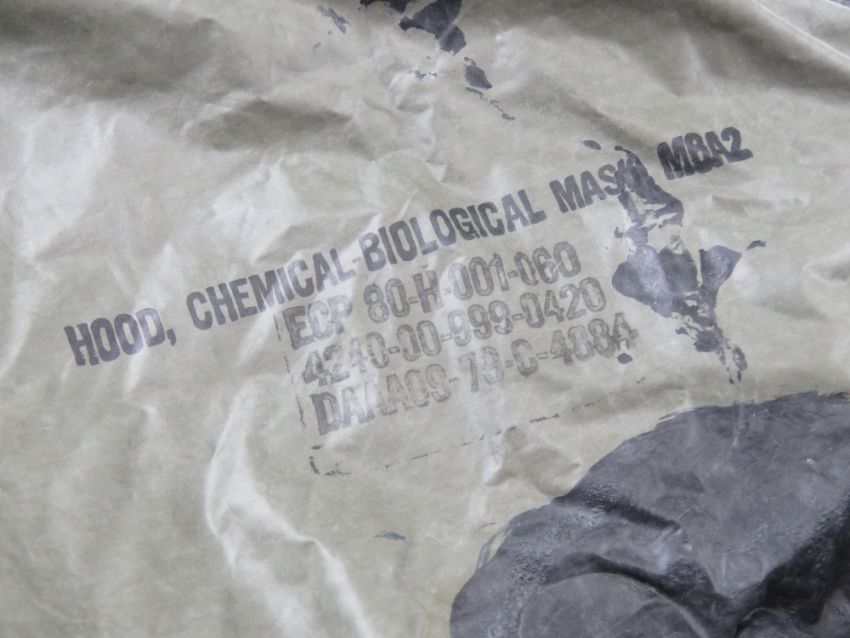 HOOD, CHEMICAL-BIOLOGICAL MASK, M6A2
ECP 80-H-001-060
4240-00-999-0420
DAAA09-79-C-4884